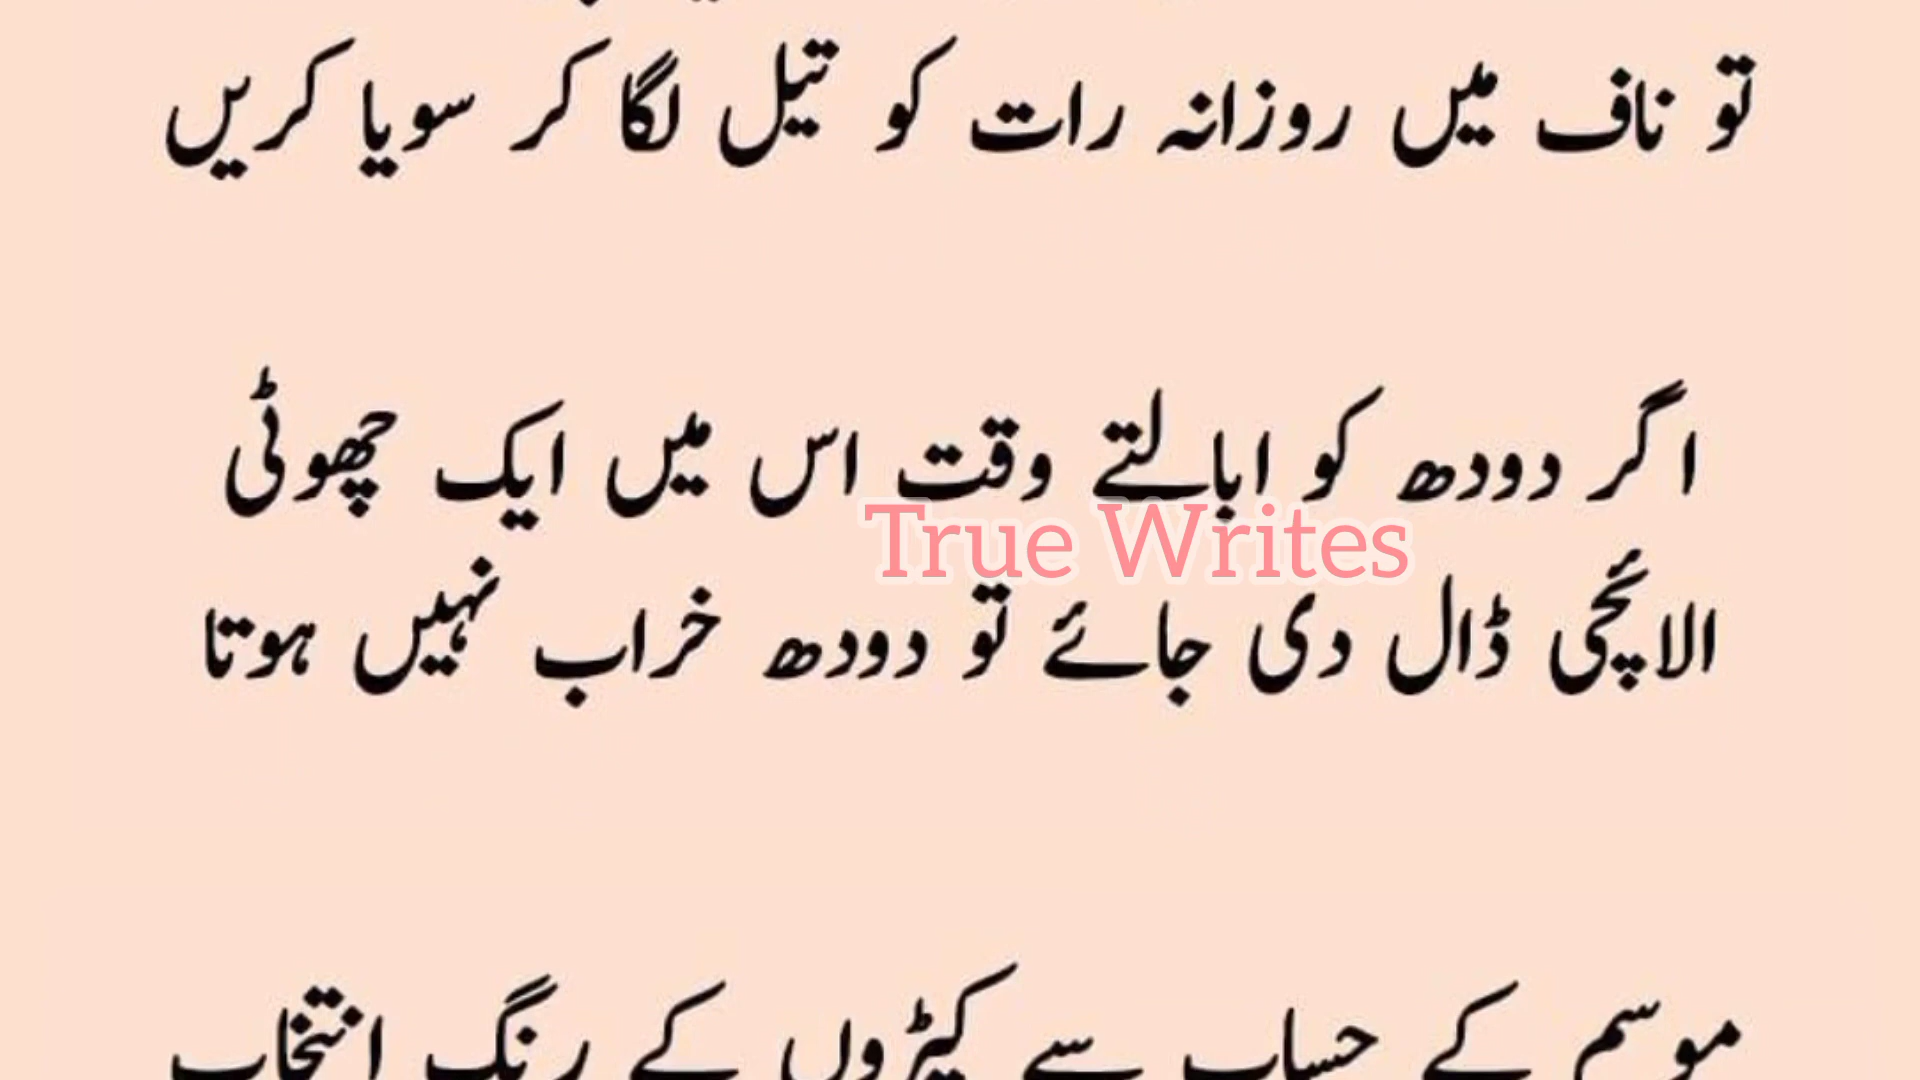 تو ناف میں روزانہ رات کو تیل لگا کر سویا کریں
اگر دودھ کو ابالتے وقت اس میں ایک چھوٹی
True Writes
الائچی ڈال دی جائے تو دودھ خراب نہیں ہوتا
موسم کے حساب سے کپڑوں کے رنگ انتخاب